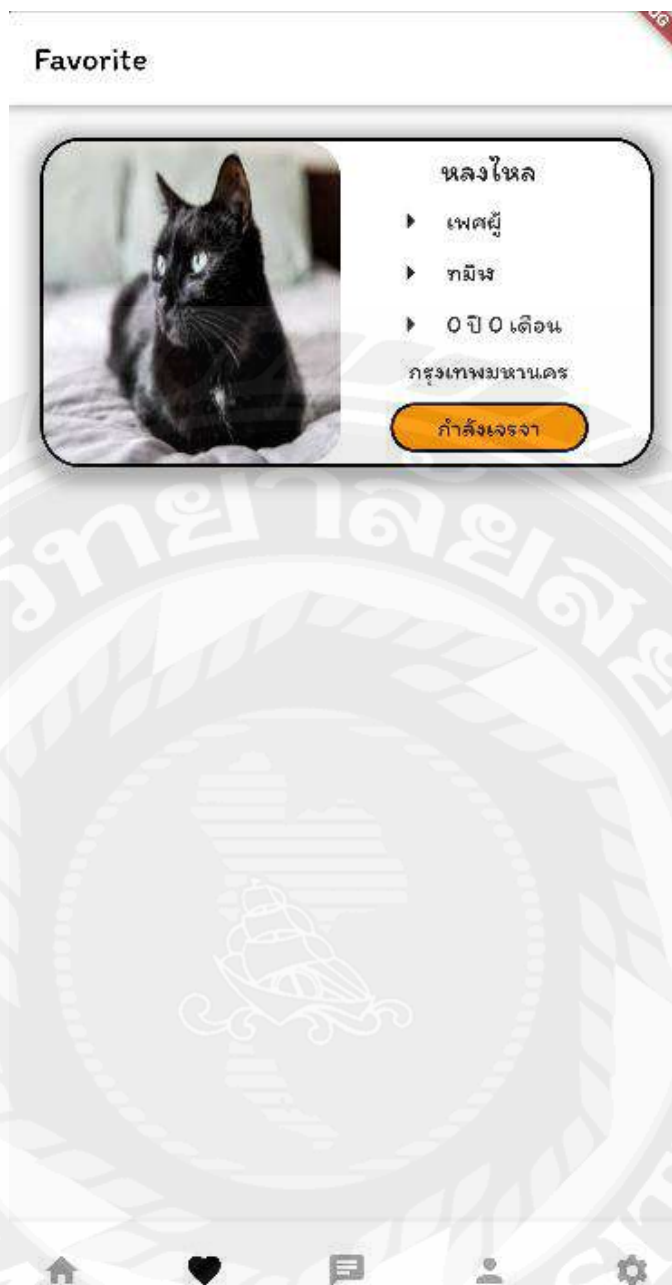 Favorite
หลงไหล
เพศผู้
ทมิฬ
0 ปี 0 เดือน
กรุงเทพมหานคร
กำลังเจรจา